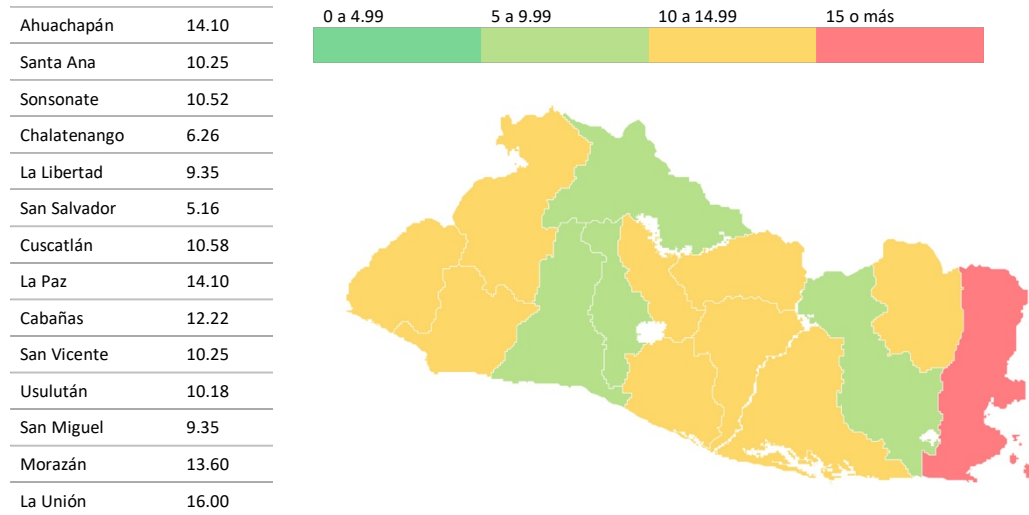 Ahuachapán 14.10
Santa Ana 10.25
Sonsonate 10.52
Chalatenango 6.26
La Libertad 9.35
San Salvador 5.16
Cuscatlán 10.58
La Paz 14.10
Cabañas 12.22
San Vicente 10.25
Usulután 10.18
San Miguel 9.35
Morazán 13.60
La Unión 16.00
0 a 4.99 5 a 9.99 10 a 14.99 15 o más